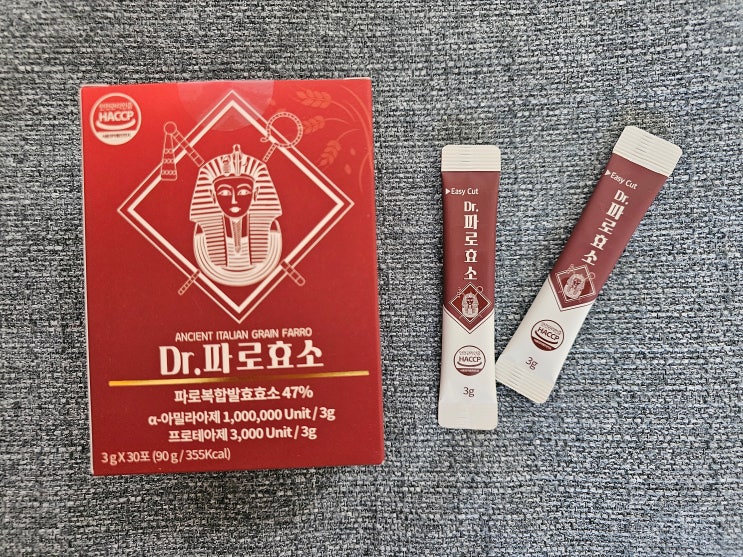 HACCP
ANCIENT ITALIAN GRAIN FARRO
Dr.파로효소
파로복합발효효소 47%
α-아밀라아제 1,000,000 Unit / 3g
프로테아제 3,000 Unit / 3g
3 g X 30포 (90 g / 355Kcal)
▶Easy Cut
Dr.파로효소
HACCP
3g
▶Easy Cut
Dr.파로효소
HACCP
3g